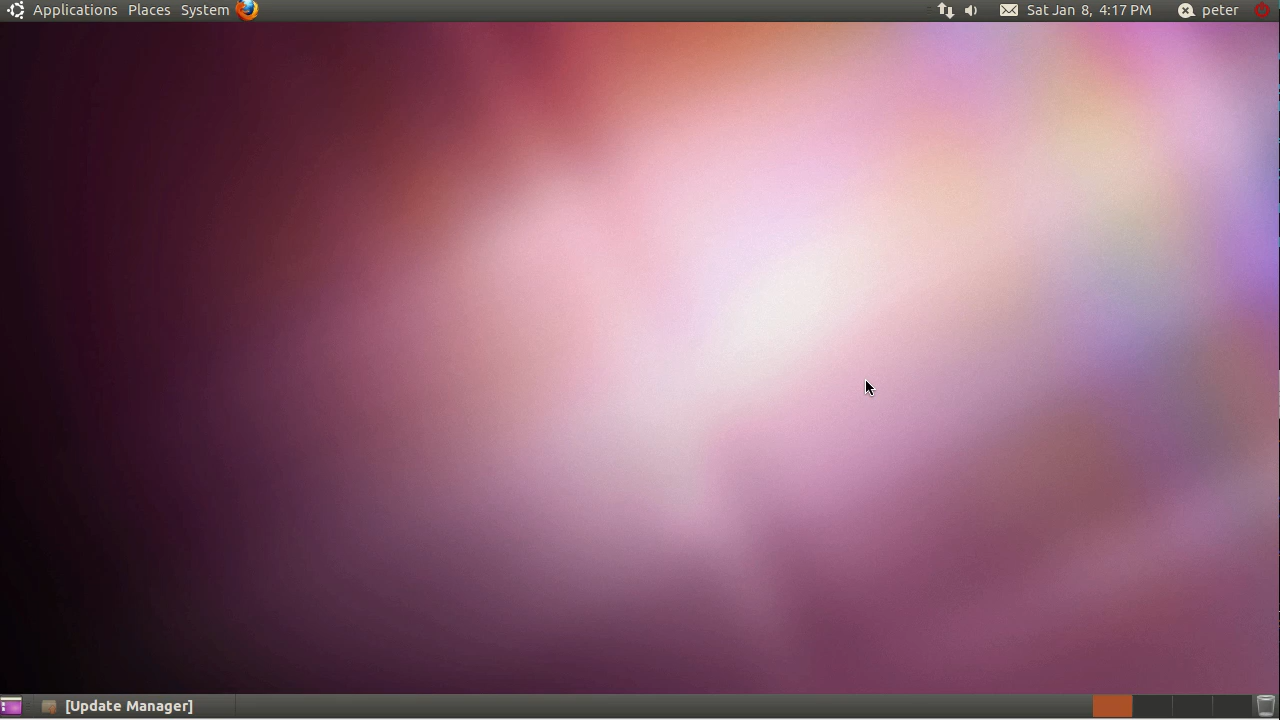 Applications Places System Sat Jan 8, 4:17 PM peter
[Update Manager]